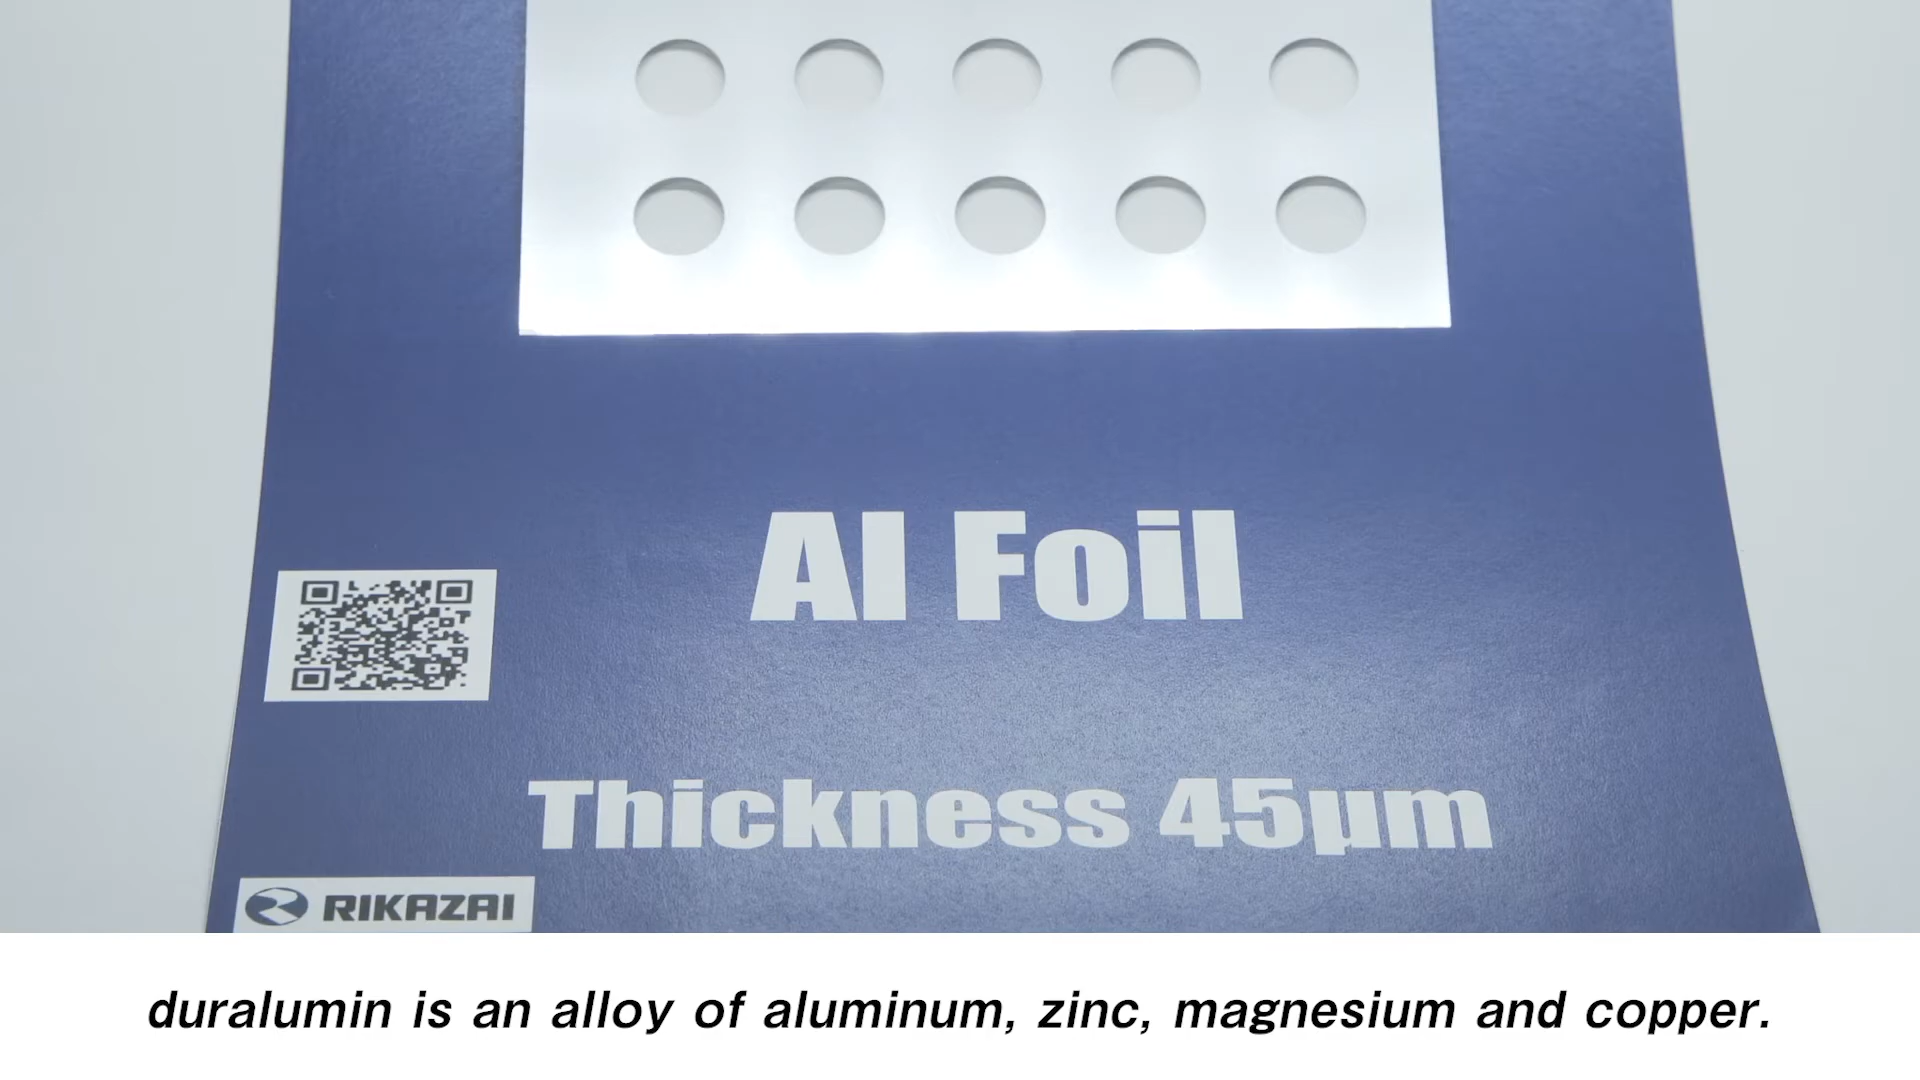 Al Foil
Thickness 45µm
RIKAZAI
duralumin is an alloy of aluminum, zinc, magnesium and copper.